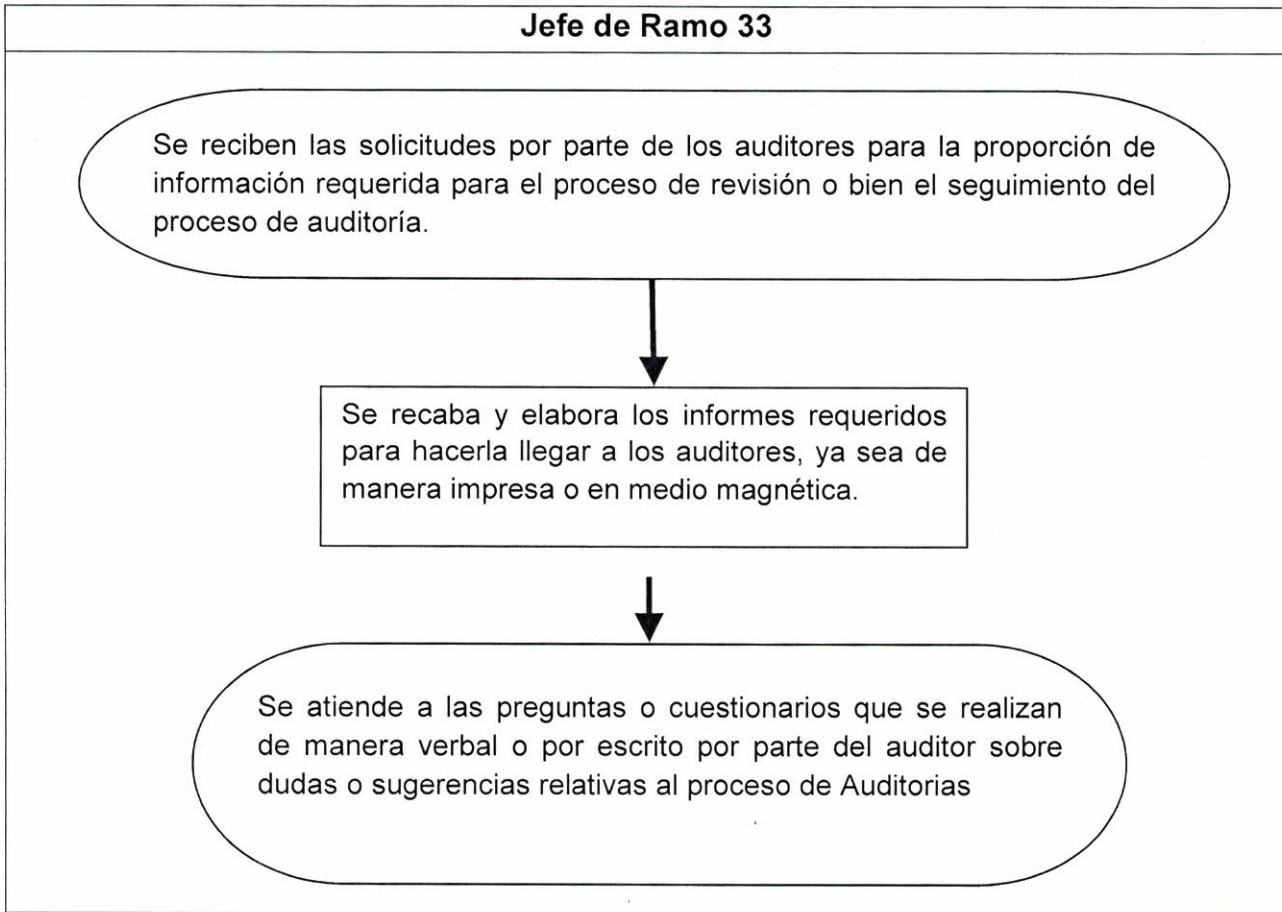 Jefe de Ramo 33
Se reciben las solicitudes por parte de los auditores para la proporción de
información requerida para el proceso de revisión o bien el seguimiento del
proceso de auditoría.
Se recaba y elabora los informes requeridos
para hacerla llegar a los auditores, ya sea de
manera impresa o en medio magnética.
Se atiende a las preguntas o cuestionarios que se realizan
de manera verbal o por escrito por parte del auditor sobre
dudas o sugerencias relativas al proceso de Auditorias